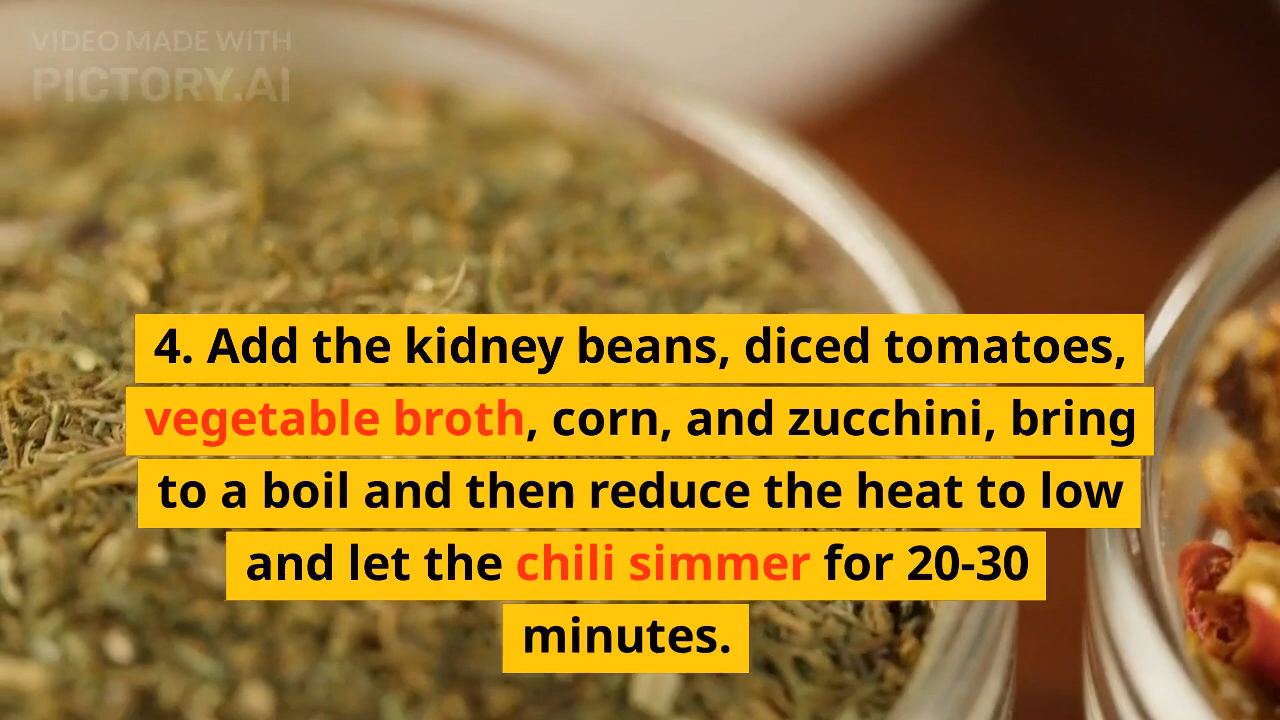 VIDEO MADE WITH
PICTORY.AI
4. Add the kidney beans, diced tomatoes,
vegetable broth, corn, and zucchini, bring
to a boil and then reduce the heat to low
and let the chili simmer for 20-30
minutes.